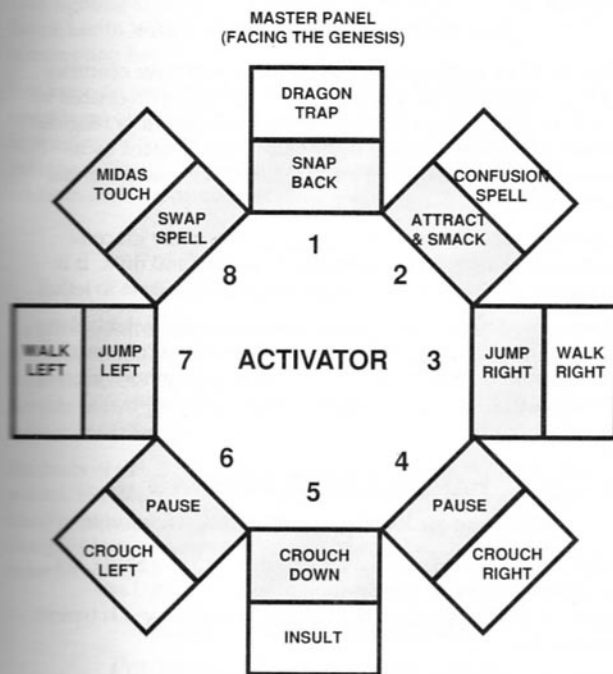 MASTER PANEL
(FACING THE GENESIS)
DRAGON
TRAP
SNAP
BACK
MIDAS
TOUCH
SWAP
SPELL
CONFUSION
SPELL
ATTRACT
& SMACK
1
8
2
WALK
LEFT
JUMP
LEFT
7
ACTIVATOR
3
JUMP
RIGHT
WALK
RIGHT
6
4
5
PAUSE
CROUCH
LEFT
PAUSE
CROUCH
RIGHT
CROUCH
DOWN
INSULT